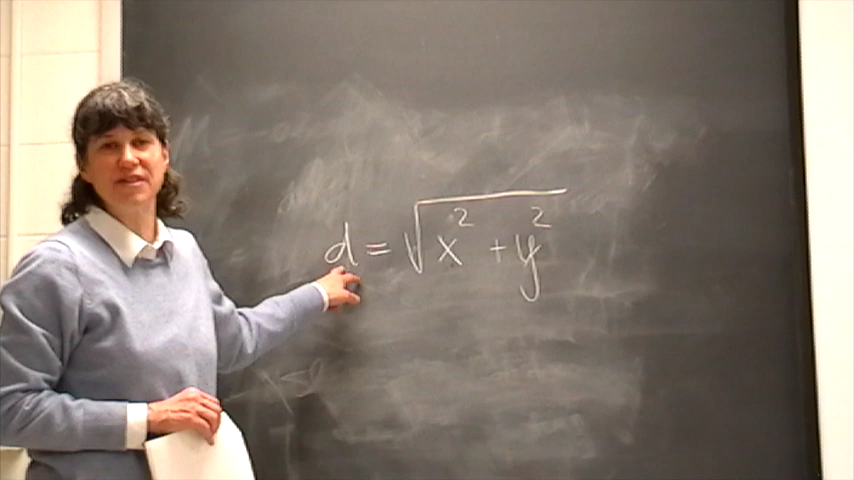 d = √x² + y²